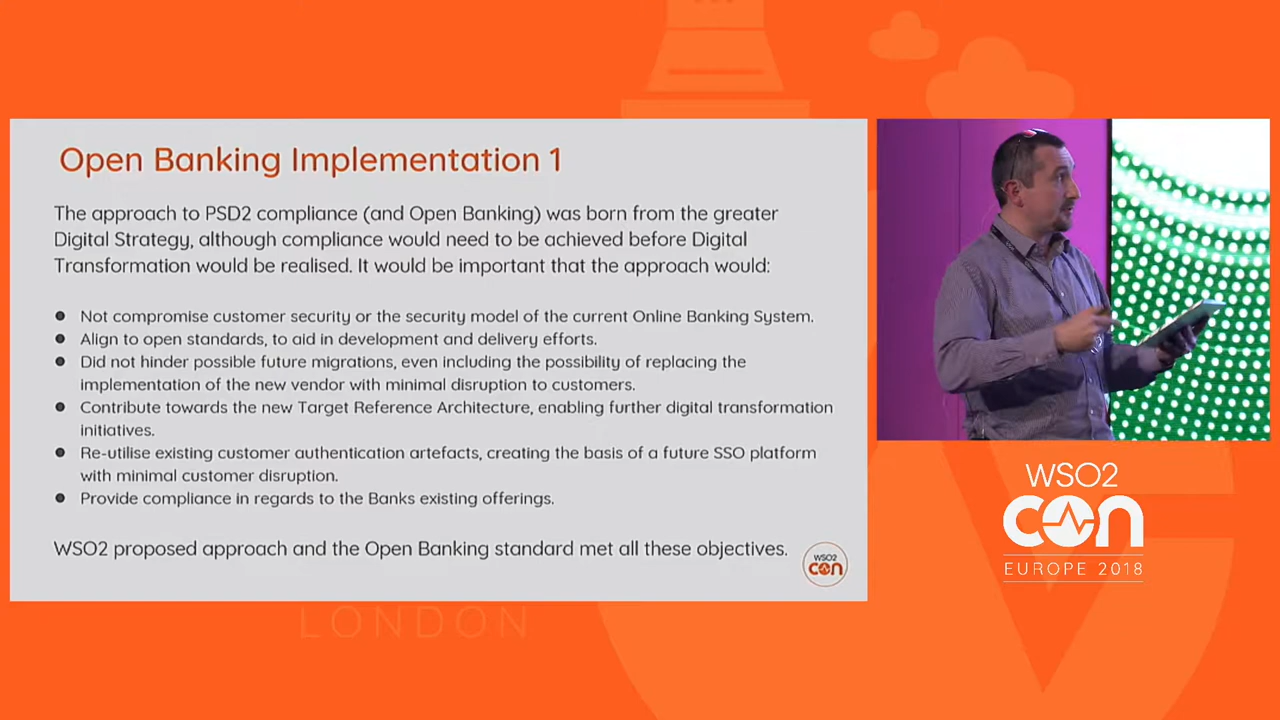 Open Banking Implementation 1
The approach to PSD2 compliance (and Open Banking) was born from the greater
Digital Strategy, although compliance would need to be achieved before Digital
Transformation would be realised. It would be important that the approach would:
● Not compromise customer security or the security model of the current Online Banking System.
● Align to open standards, to aid in development and delivery efforts.
● Did not hinder possible future migrations, even including the possibility of replacing the
implementation of the new vendor with minimal disruption to customers.
● Contribute towards the new Target Reference Architecture, enabling further digital transformation
initiatives.
● Re-utilise existing customer authentication artefacts, creating the basis of a future SSO platform
with minimal customer disruption.
● Provide compliance in regards to the Banks existing offerings.
WSO2 proposed approach and the Open Banking standard met all these objectives.
WSO2
CON
WSO2
CON
EUROPE 2018
LONDON